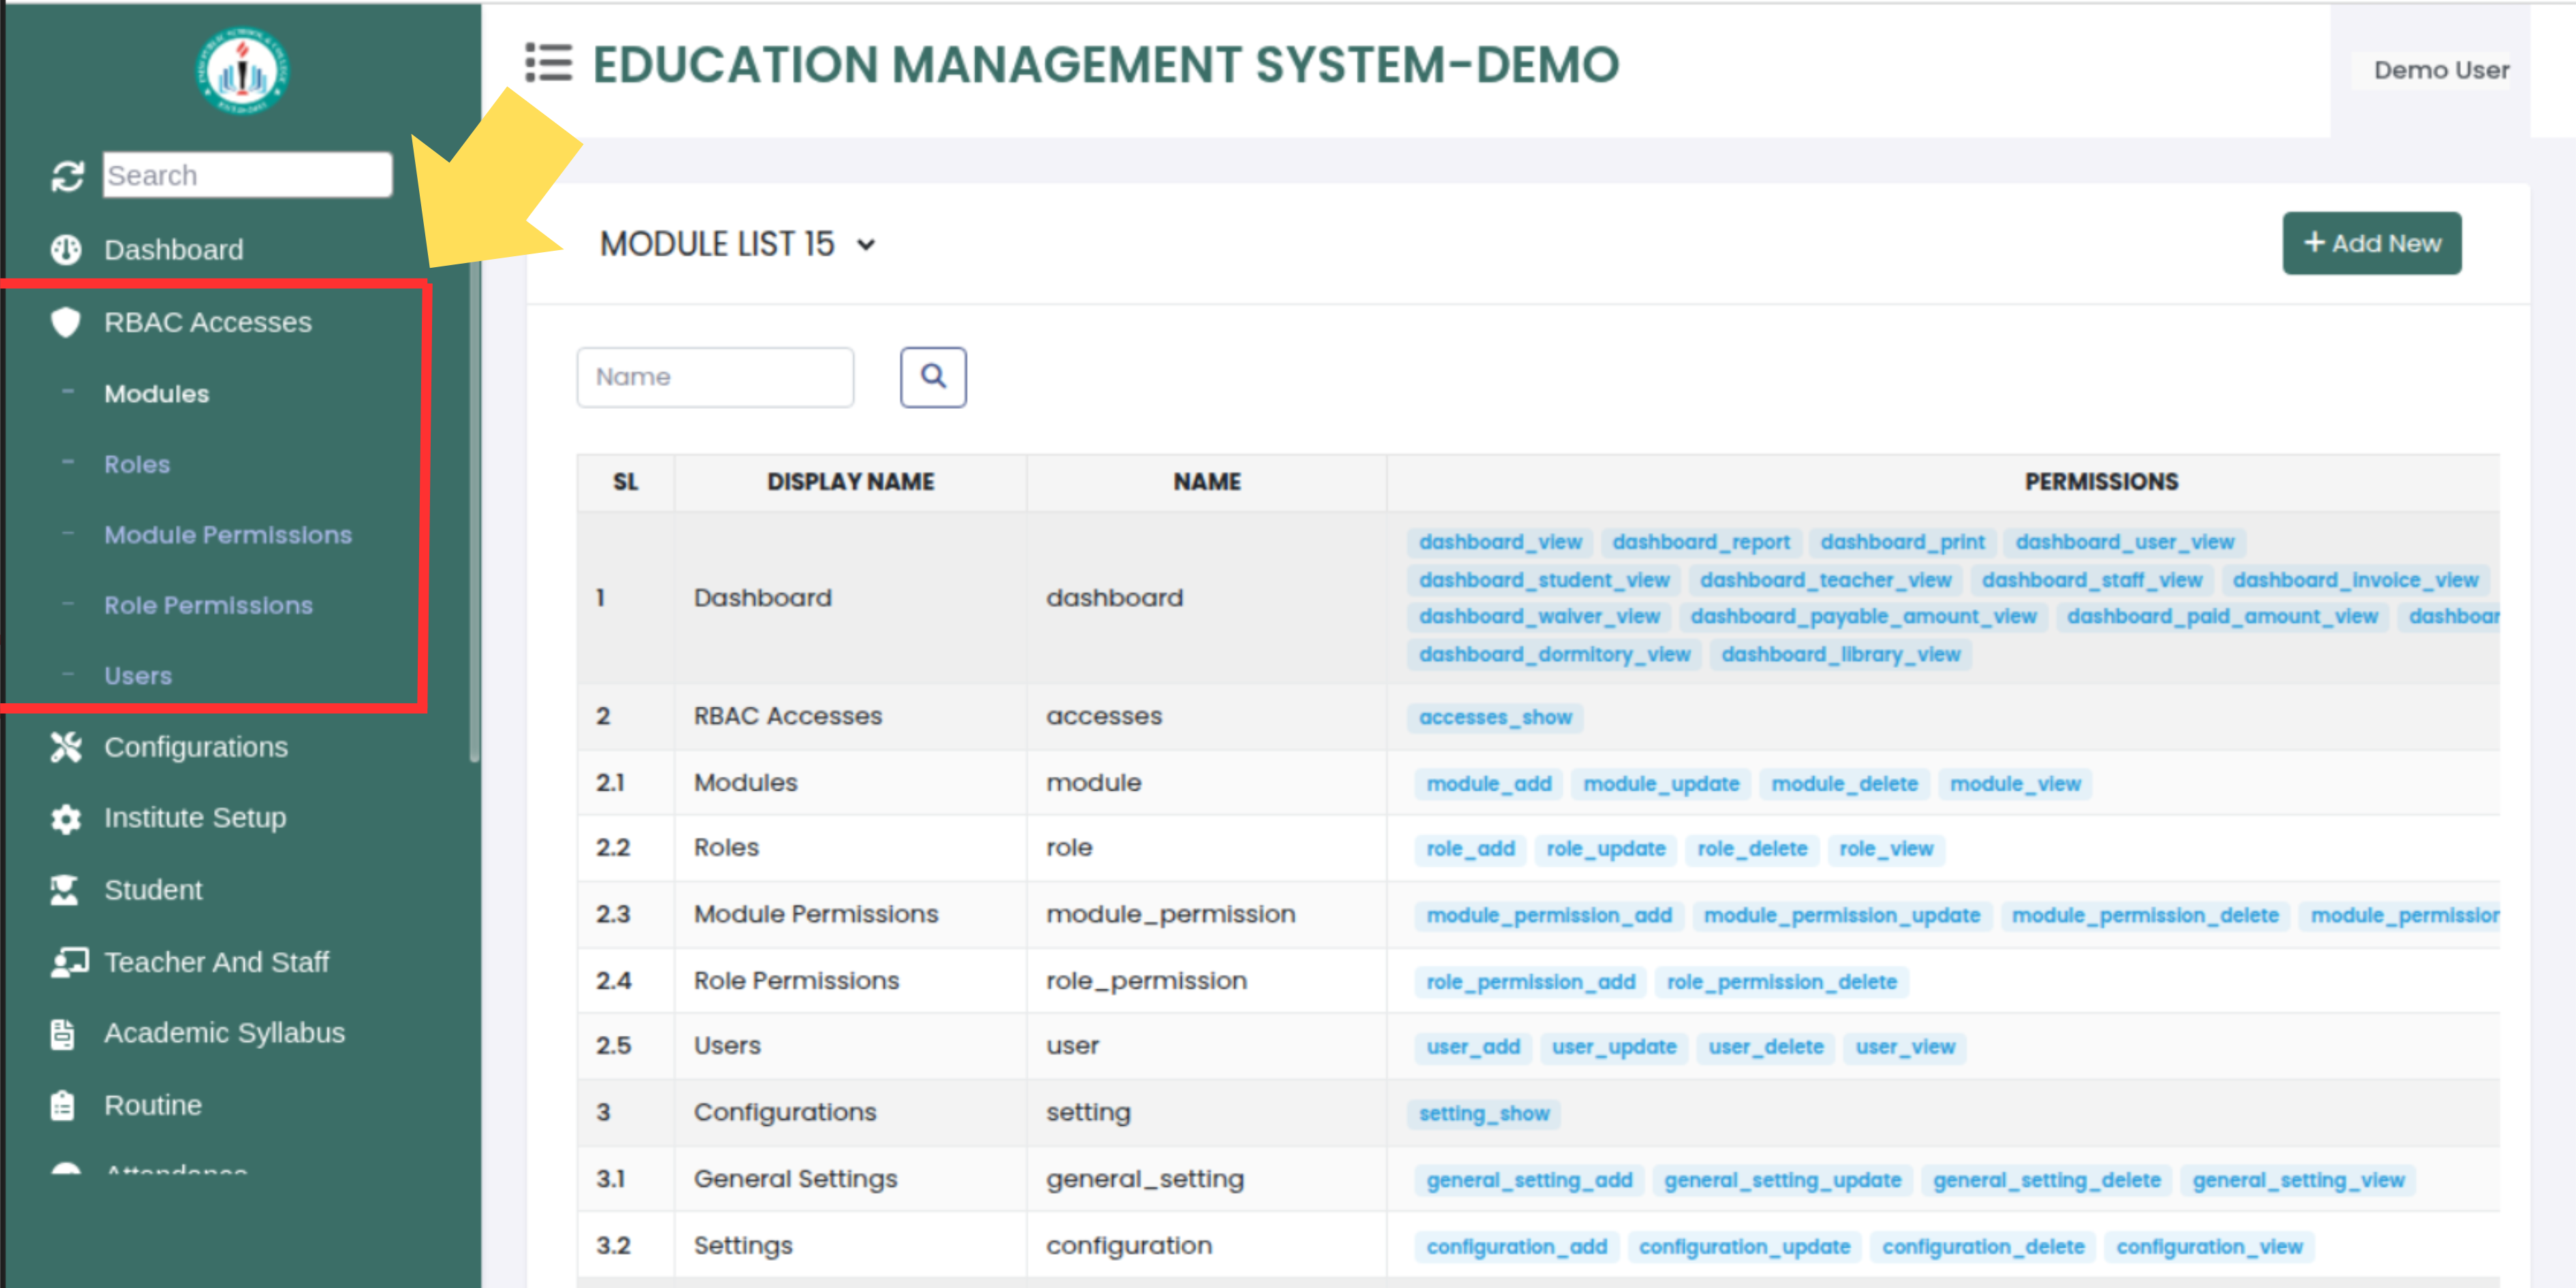 EDUCATION MANAGEMENT SYSTEM-DEMO
Demo User
Search
Dashboard
RBAC Accesses
- Modules
- Roles
- Module Permissions
- Role Permissions
- Users
Configurations
Institute Setup
Student
Teacher And Staff
Academic Syllabus
Routine
MODULE LIST 15
+ Add New
Name
SL DISPLAY NAME NAME PERMISSIONS
1 Dashboard dashboard
dashboard_view dashboard_report dashboard_print dashboard_user_view
dashboard_student_view dashboard_teacher_view dashboard_staff_view dashboard_invoice_view
dashboard_waiver_view dashboard_payable_amount_view dashboard_paid_amount_view
dashboard_dormitory_view dashboard_library_view
2 RBAC Accesses accesses accesses_show
2.1 Modules module module_add module_update module_delete module_view
2.2 Roles role role_add role_update role_delete role_view
2.3 Module Permissions module_permission module_permission_add module_permission_update module_permission_delete
2.4 Role Permissions role_permission role_permission_add role_permission_delete
2.5 Users user user_add user_update user_delete user_view
3 Configurations setting setting_show
3.1 General Settings general_setting general_setting_add general_setting_update general_setting_delete general_setting_view
3.2 Settings configuration configuration_add configuration_update configuration_delete configuration_view